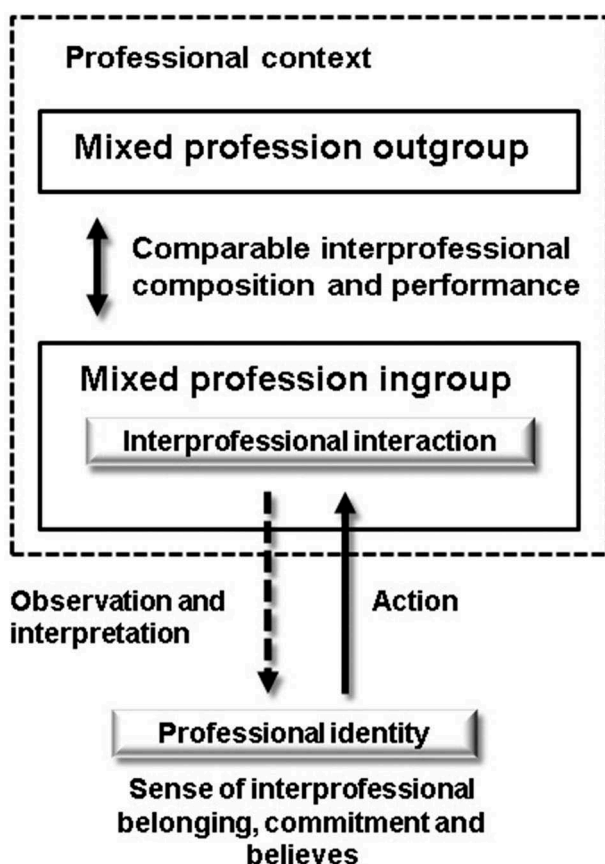 Professional context
Mixed profession outgroup
Comparable interprofessional
composition and performance
Mixed profession ingroup
Interprofessional interaction
Observation and
interpretation
Action
Professional identity
Sense of interprofessional
belonging, commitment and
believes